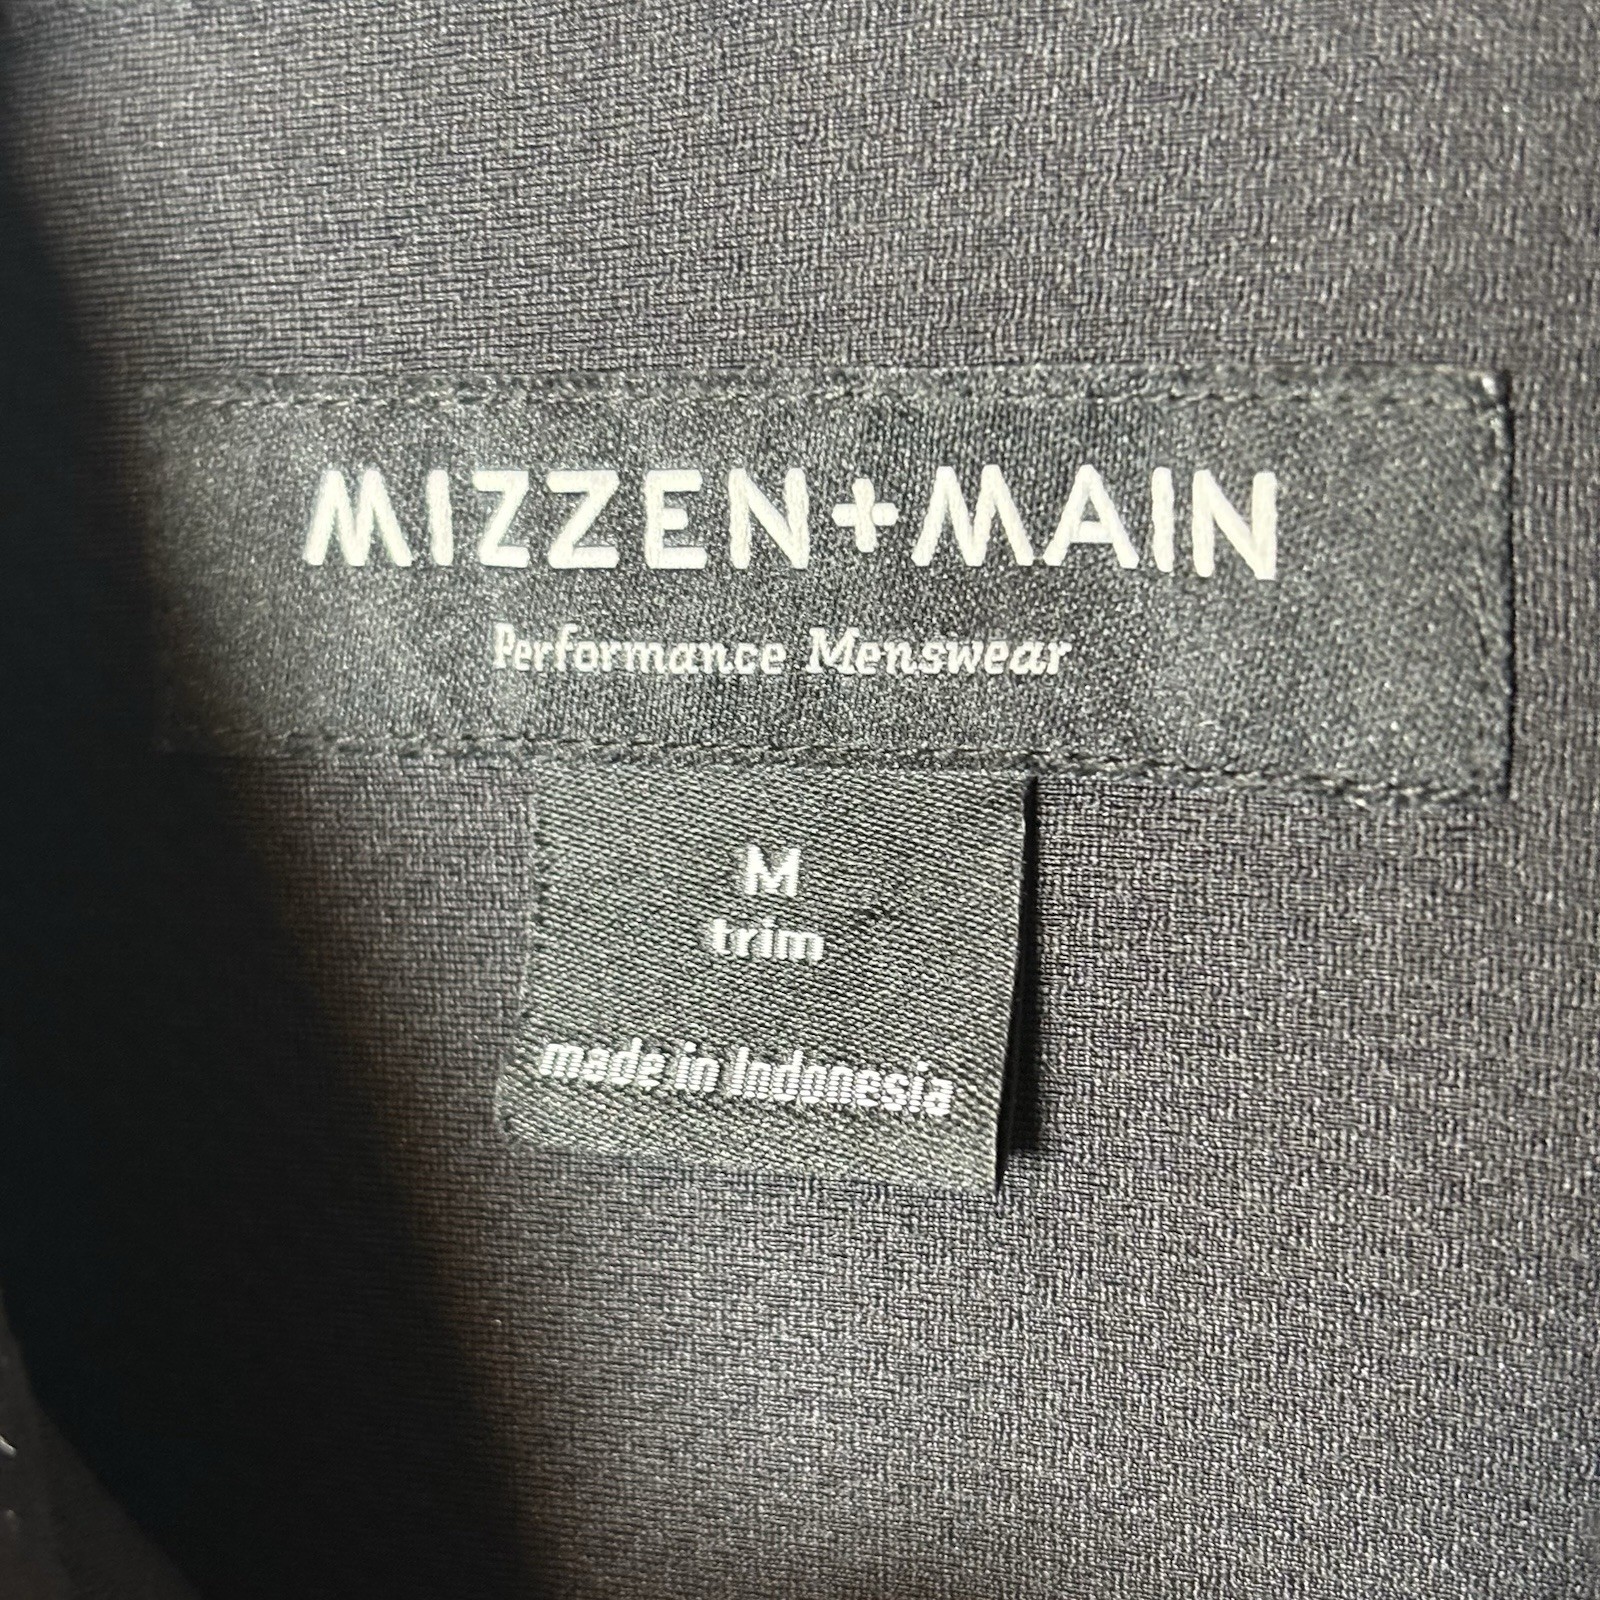 MIZZEN+MAIN
Performance Menswear
M
trim
made in Indonesia